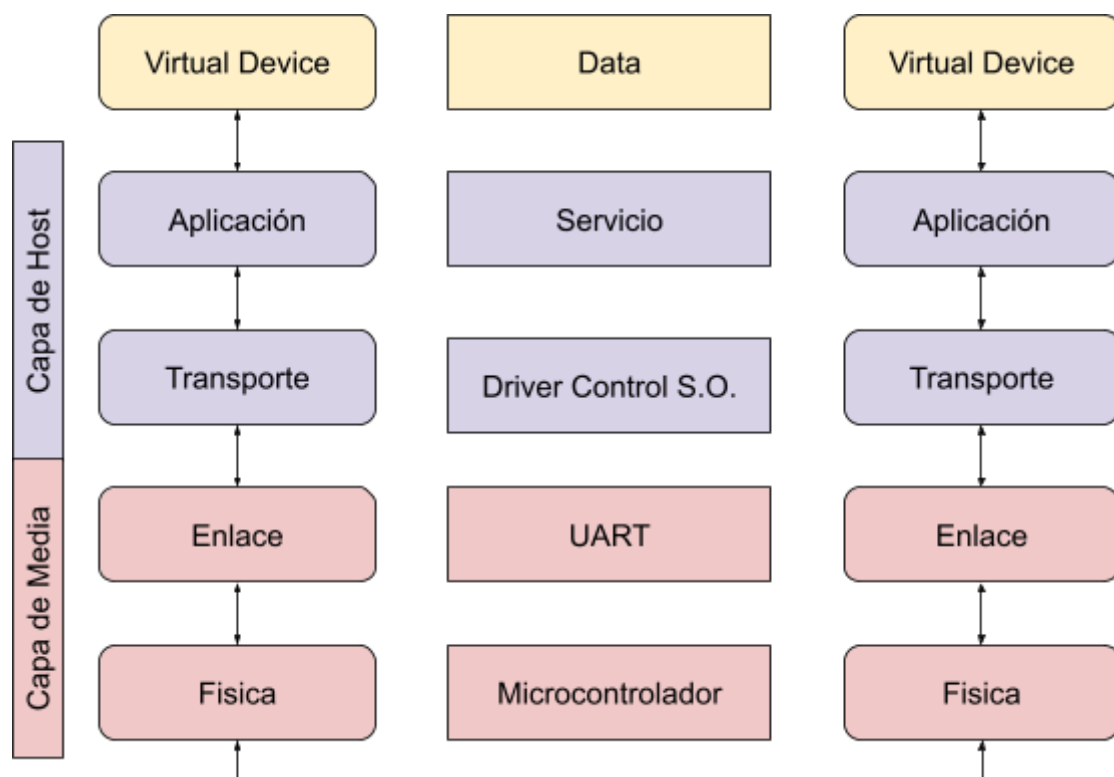 Virtual Device
Data
Virtual Device
Capa de Host
Aplicación
Servicio
Aplicación
Transporte
Driver Control S.O.
Transporte
Capa de Media
Enlace
UART
Enlace
Fisica
Microcontrolador
Fisica